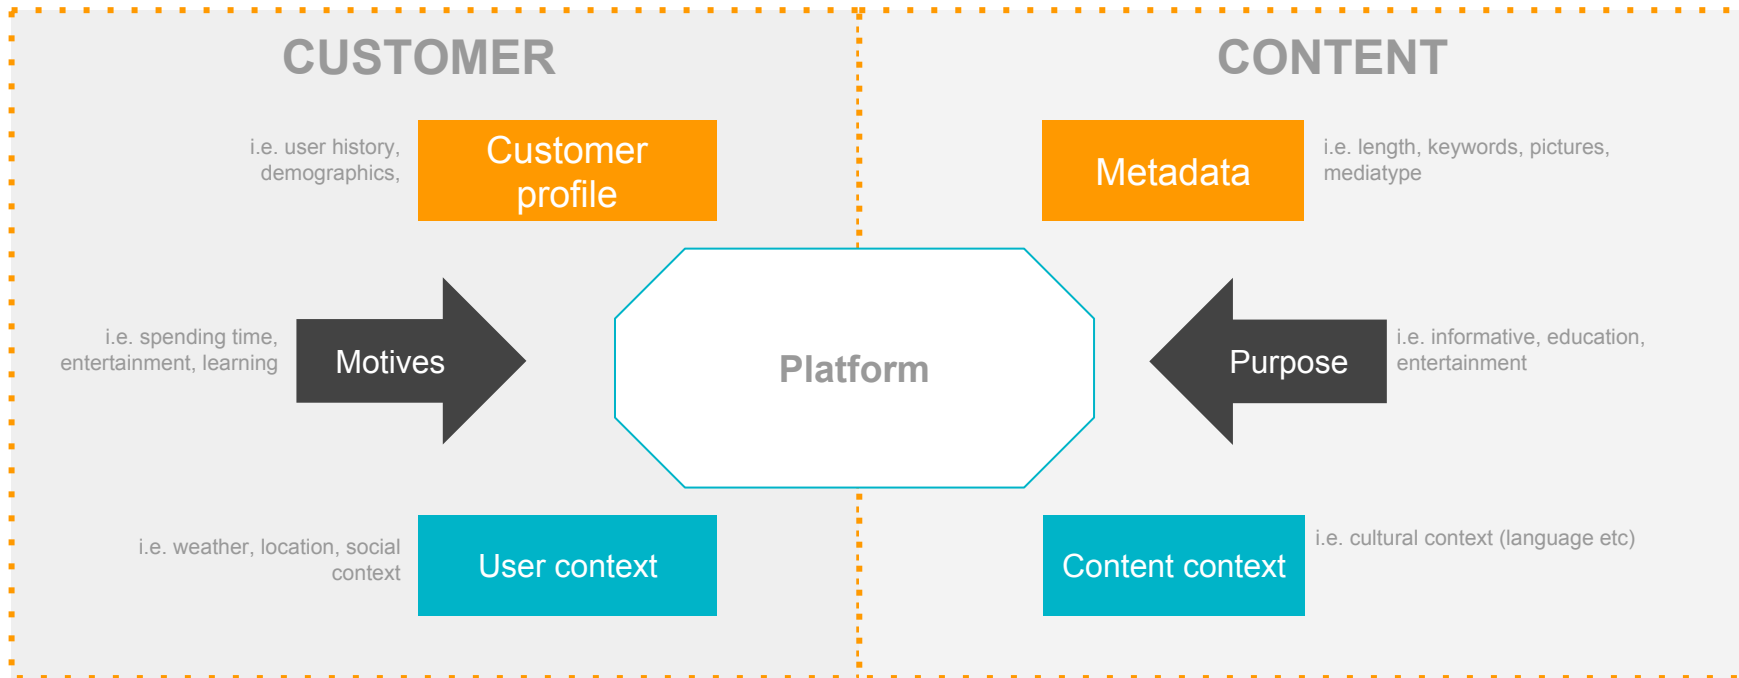 CUSTOMER
i.e. user history,
demographics,
Customer
profile
i.e. spending time,
entertainment, learning
Motives
i.e. weather, location, social
context
User context
Platform
CONTENT
Metadata
i.e. length, keywords, pictures,
mediatype
Purpose
i.e. informative, education,
entertainment
Content context
i.e. cultural context (language etc)